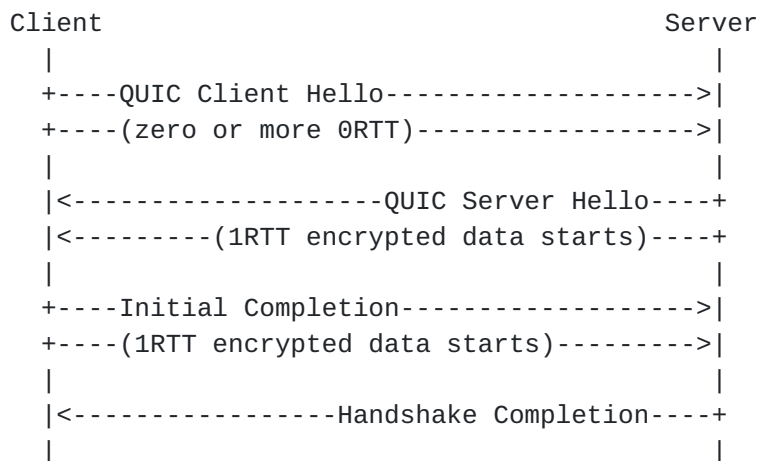 Client                                  Server
  |                                       |
  +----QUIC Client Hello-------------------->|
  +----(zero or more 0RTT)------------------>|
  |                                       |
  |<--------------------QUIC Server Hello----+
  |<---------(1RTT encrypted data starts)----+
  |                                       |
  +----Initial Completion------------------->|
  +----(1RTT encrypted data starts)--------->|
  |                                       |
  |<-----------------Handshake Completion----+
  |                                       |